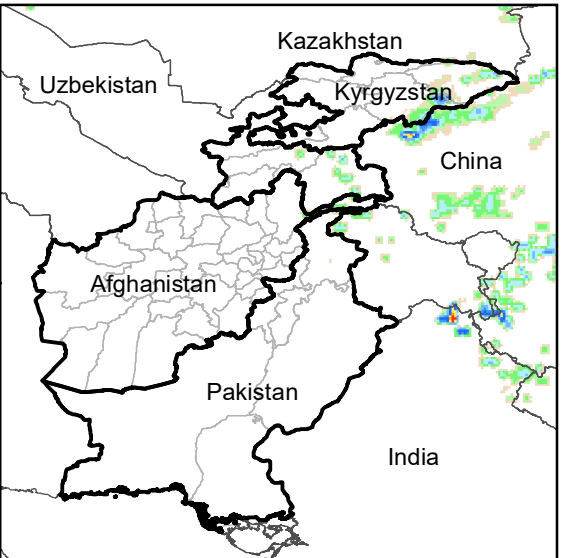 Kazakhstan
Uzbekistan
Kyrgyzstan
China
Afghanistan
Pakistan
India